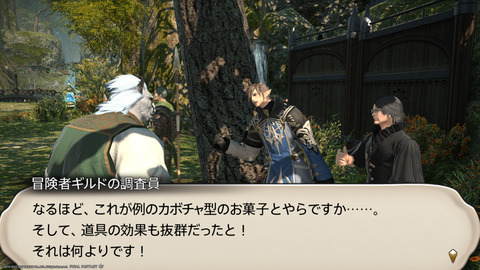 冒険者ギルドの調査員
なるほど、これが例のカボチャ型のお菓子とやらですか……。
そして、道具の効果も抜群だったと！
それは何よりです！
FINAL FANTASY XIV